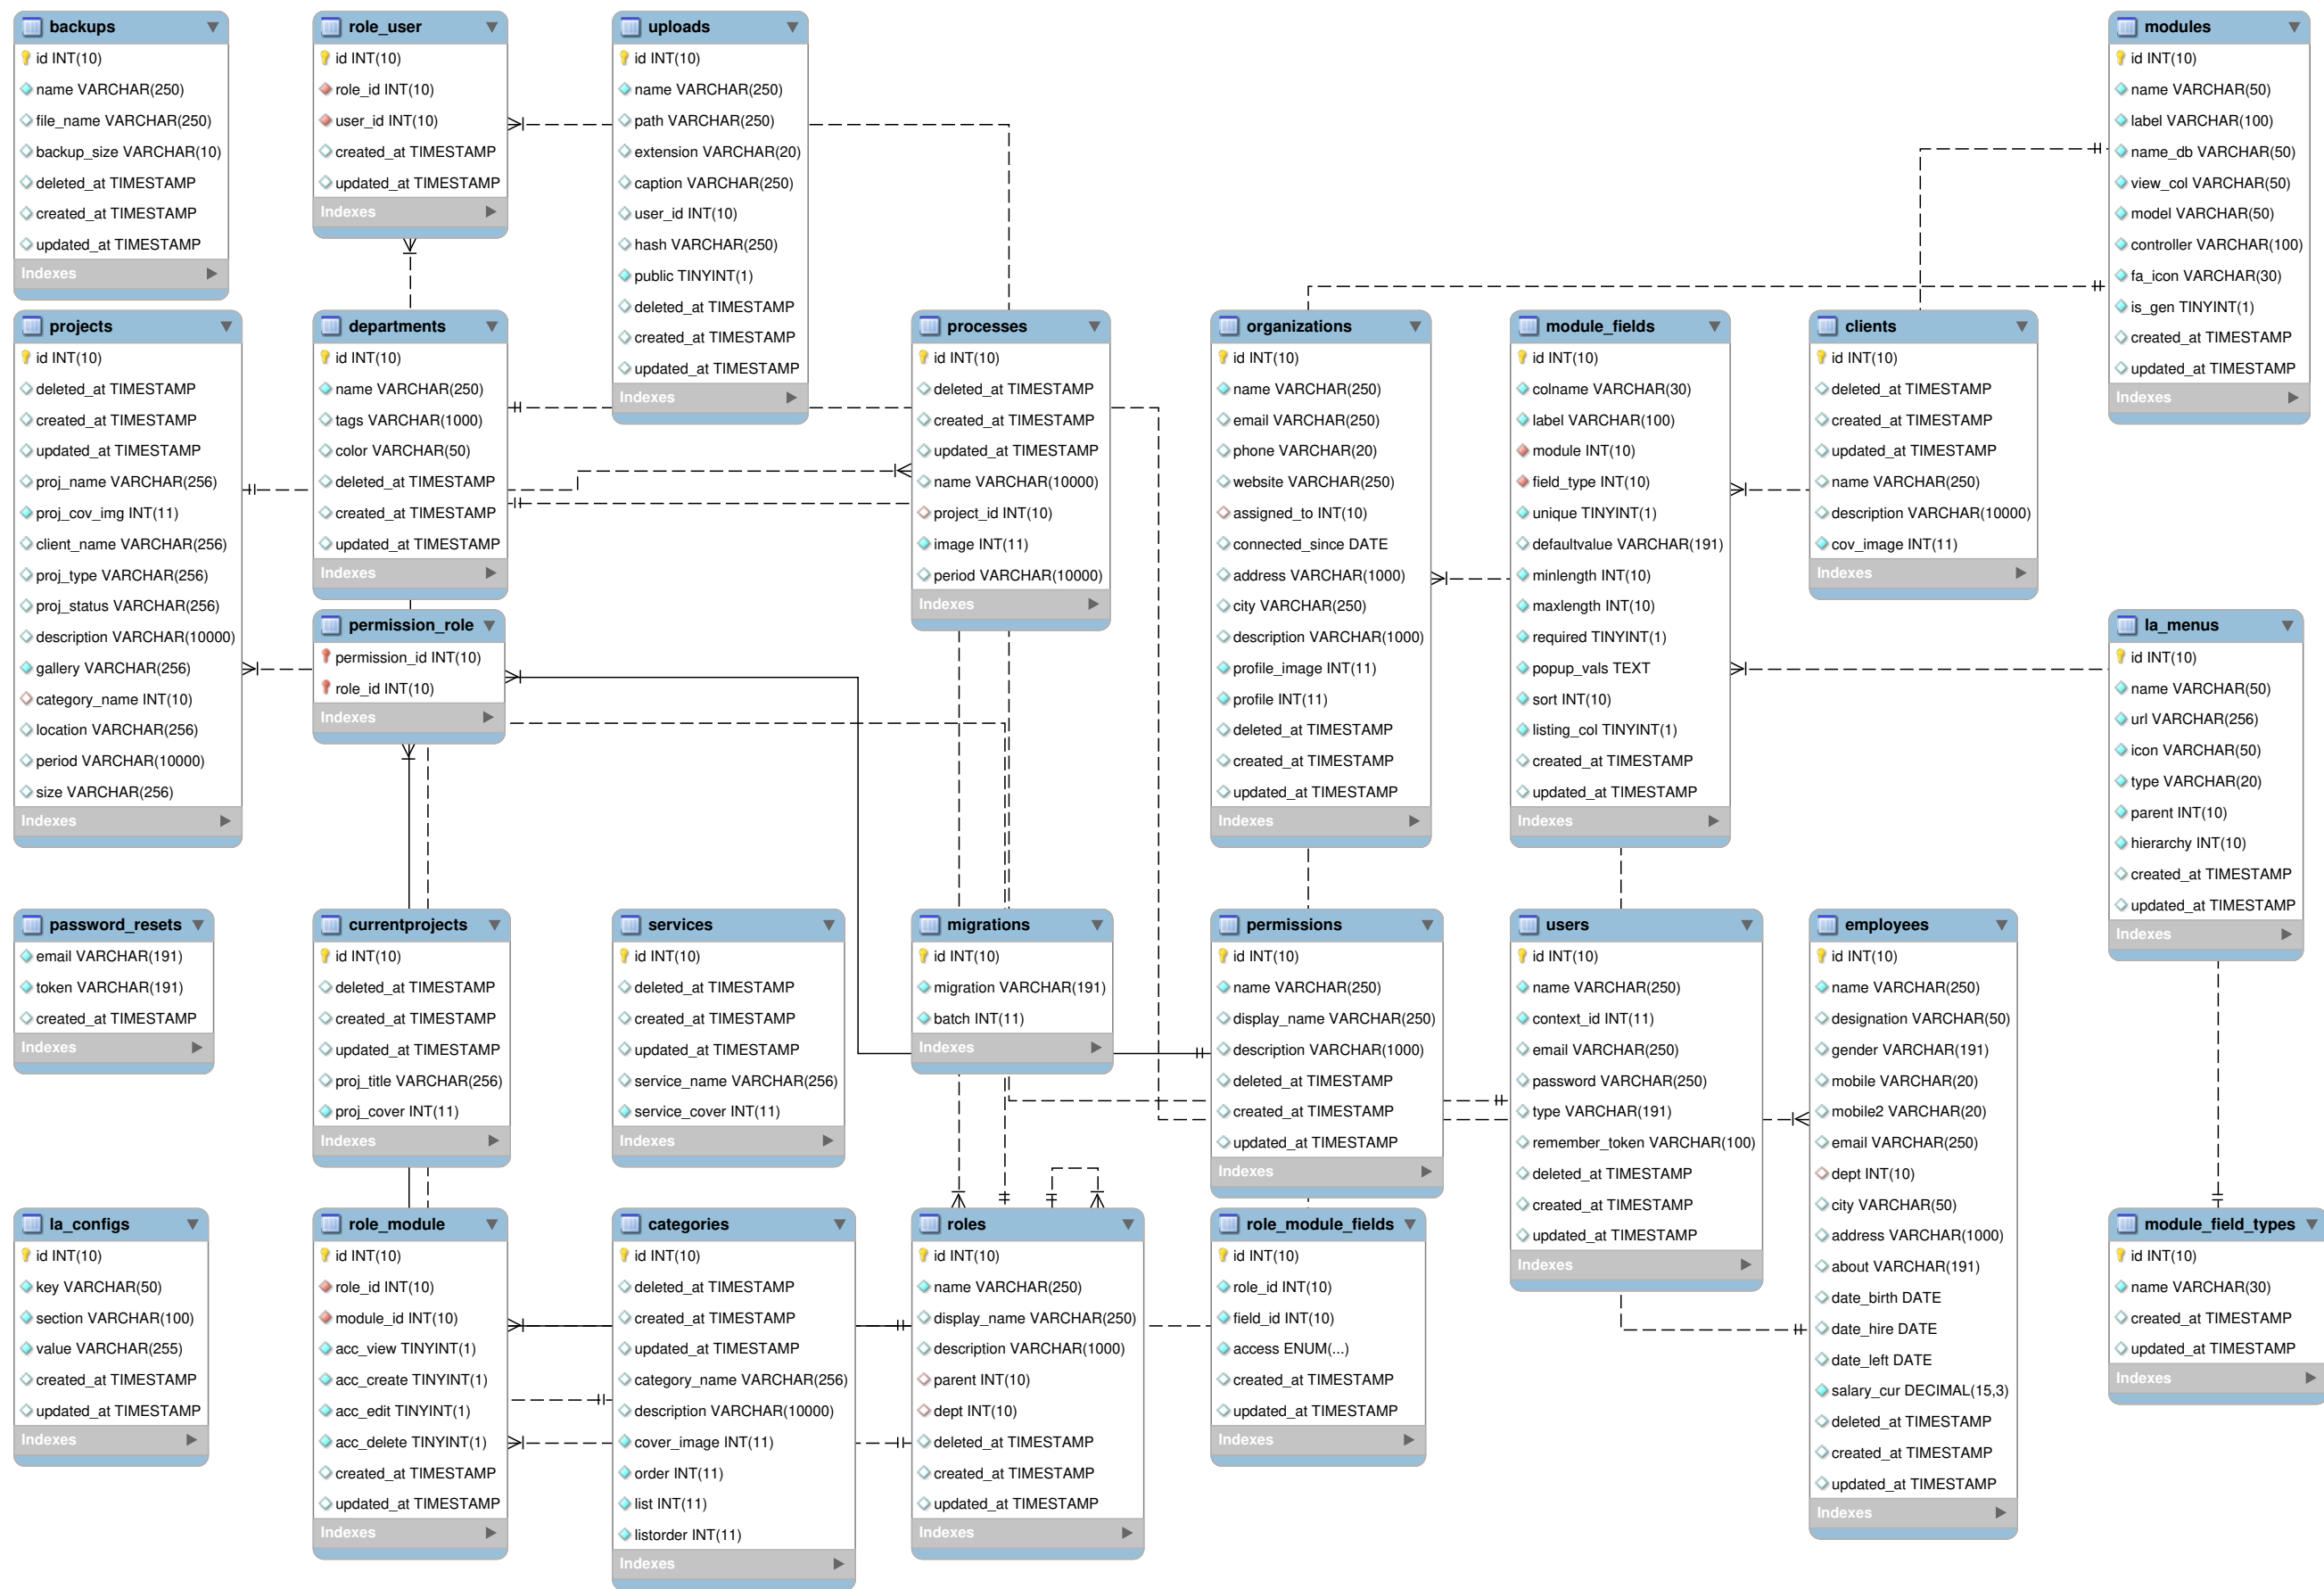 backups
id INT(10)
name VARCHAR(250)
file_name VARCHAR(250)
backup_size VARCHAR(10)
deleted_at TIMESTAMP
created_at TIMESTAMP
updated_at TIMESTAMP
Indexes
role_user
id INT(10)
role_id INT(10)
user_id INT(10)
created_at TIMESTAMP
updated_at TIMESTAMP
Indexes
uploads
id INT(10)
name VARCHAR(250)
path VARCHAR(250)
extension VARCHAR(20)
caption VARCHAR(250)
user_id INT(10)
hash VARCHAR(250)
public TINYINT(1)
deleted_at TIMESTAMP
created_at TIMESTAMP
updated_at TIMESTAMP
Indexes
modules
id INT(10)
name VARCHAR(50)
label VARCHAR(100)
name_db VARCHAR(50)
view_col VARCHAR(50)
model VARCHAR(50)
controller VARCHAR(100)
fa_icon VARCHAR(30)
is_gen TINYINT(1)
created_at TIMESTAMP
updated_at TIMESTAMP
Indexes
projects
id INT(10)
deleted_at TIMESTAMP
created_at TIMESTAMP
updated_at TIMESTAMP
proj_name VARCHAR(256)
proj_cov_img INT(11)
client_name VARCHAR(256)
proj_type VARCHAR(256)
proj_status VARCHAR(256)
description VARCHAR(10000)
gallery VARCHAR(256)
category_name INT(10)
location VARCHAR(256)
period VARCHAR(10000)
size VARCHAR(256)
Indexes
departments
id INT(10)
name VARCHAR(250)
tags VARCHAR(1000)
color VARCHAR(50)
deleted_at TIMESTAMP
created_at TIMESTAMP
updated_at TIMESTAMP
Indexes
permission_role
permission_id INT(10)
role_id INT(10)
Indexes
processes
id INT(10)
deleted_at TIMESTAMP
created_at TIMESTAMP
updated_at TIMESTAMP
name VARCHAR(10000)
project_id INT(10)
image INT(11)
period VARCHAR(10000)
Indexes
organizations
id INT(10)
name VARCHAR(250)
email VARCHAR(250)
phone VARCHAR(20)
website VARCHAR(250)
assigned_to INT(10)
connected_since DATE
address VARCHAR(1000)
city VARCHAR(250)
description VARCHAR(1000)
profile_image INT(11)
profile INT(11)
deleted_at TIMESTAMP
created_at TIMESTAMP
updated_at TIMESTAMP
Indexes
module_fields
id INT(10)
colname VARCHAR(30)
label VARCHAR(100)
module INT(10)
field_type INT(10)
unique TINYINT(1)
defaultvalue VARCHAR(191)
minlength INT(10)
maxlength INT(10)
required TINYINT(1)
popup_vals TEXT
sort INT(10)
listing_col TINYINT(1)
created_at TIMESTAMP
updated_at TIMESTAMP
Indexes
clients
id INT(10)
deleted_at TIMESTAMP
created_at TIMESTAMP
updated_at TIMESTAMP
name VARCHAR(250)
description VARCHAR(10000)
cov_image INT(11)
Indexes
la_menus
id INT(10)
name VARCHAR(50)
url VARCHAR(256)
icon VARCHAR(50)
type VARCHAR(20)
parent INT(10)
hierarchy INT(10)
created_at TIMESTAMP
updated_at TIMESTAMP
Indexes
password_resets
email VARCHAR(191)
token VARCHAR(191)
created_at TIMESTAMP
Indexes
currentprojects
id INT(10)
deleted_at TIMESTAMP
created_at TIMESTAMP
updated_at TIMESTAMP
proj_title VARCHAR(256)
proj_cover INT(11)
Indexes
services
id INT(10)
deleted_at TIMESTAMP
created_at TIMESTAMP
updated_at TIMESTAMP
service_name VARCHAR(256)
service_cover INT(11)
Indexes
migrations
id INT(10)
migration VARCHAR(191)
batch INT(11)
Indexes
permissions
id INT(10)
name VARCHAR(250)
display_name VARCHAR(250)
description VARCHAR(1000)
deleted_at TIMESTAMP
created_at TIMESTAMP
updated_at TIMESTAMP
Indexes
users
id INT(10)
name VARCHAR(250)
context_id INT(11)
email VARCHAR(250)
password VARCHAR(250)
type VARCHAR(191)
remember_token VARCHAR(100)
deleted_at TIMESTAMP
created_at TIMESTAMP
updated_at TIMESTAMP
Indexes
employees
id INT(10)
name VARCHAR(250)
designation VARCHAR(50)
gender VARCHAR(191)
mobile VARCHAR(20)
mobile2 VARCHAR(20)
email VARCHAR(250)
dept INT(10)
city VARCHAR(50)
address VARCHAR(1000)
about VARCHAR(191)
date_birth DATE
date_hire DATE
date_left DATE
salary_cur DECIMAL(15,3)
deleted_at TIMESTAMP
created_at TIMESTAMP
updated_at TIMESTAMP
Indexes
la_configs
id INT(10)
key VARCHAR(50)
section VARCHAR(100)
value VARCHAR(255)
created_at TIMESTAMP
updated_at TIMESTAMP
Indexes
role_module
id INT(10)
role_id INT(10)
module_id INT(10)
acc_view TINYINT(1)
acc_create TINYINT(1)
acc_edit TINYINT(1)
acc_delete TINYINT(1)
created_at TIMESTAMP
updated_at TIMESTAMP
Indexes
categories
id INT(10)
deleted_at TIMESTAMP
created_at TIMESTAMP
updated_at TIMESTAMP
category_name VARCHAR(256)
description VARCHAR(10000)
cover_image INT(11)
order INT(11)
list INT(11)
listorder INT(11)
Indexes
roles
id INT(10)
name VARCHAR(250)
display_name VARCHAR(250)
description VARCHAR(1000)
parent INT(10)
dept INT(10)
deleted_at TIMESTAMP
created_at TIMESTAMP
updated_at TIMESTAMP
Indexes
role_module_fields
id INT(10)
role_id INT(10)
field_id INT(10)
access ENUM(...)
created_at TIMESTAMP
updated_at TIMESTAMP
Indexes
module_field_types
id INT(10)
name VARCHAR(30)
created_at TIMESTAMP
updated_at TIMESTAMP
Indexes